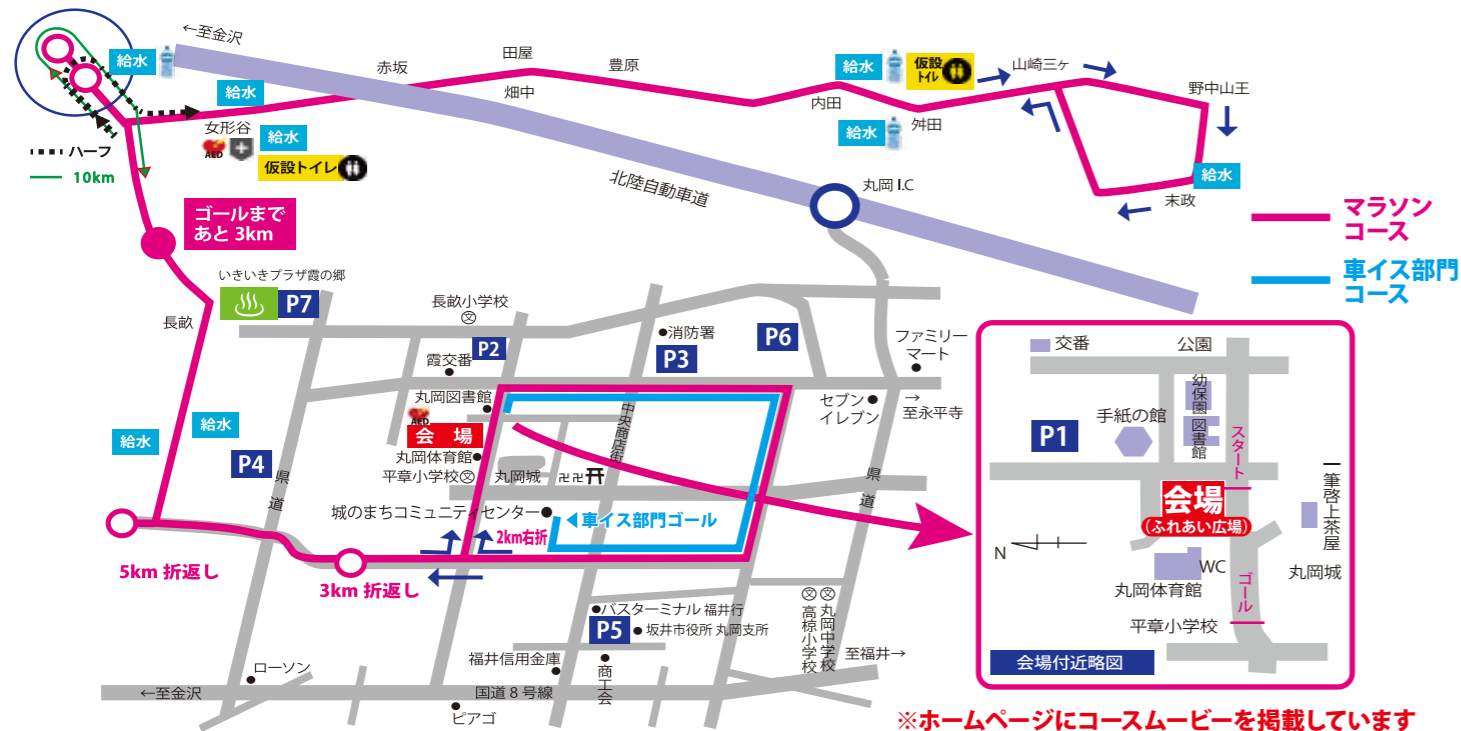 ←至金沢
給水
給水
女形谷
AED
給水
仮設トイレ
ハーフ
10km
赤坂
田屋
畑中
豊原
給水
仮設
トイレ
内田
給水
舛田
山崎三ヶ
野中山王
給水
末政
北陸自動車道
丸岡 I.C
マラソン
コース
車イス部門
コース
ゴールまで
あと 3km
いきいきプラザ霞の郷
P7
長畝
長畝小学校
文
P2
霞交番
丸岡図書館
AED
会 場
丸岡体育館
平章小学校
文
丸岡城
卍卍
中央商店街
消防署
P3
P6
ファミリー
マート
セブン
イレブン
→
至永平寺
県道
給水
給水
P4
県道
城のまちコミュニティセンター
車イス部門ゴール
2km右折
5km 折返し
3km 折返し
バスターミナル 福井行
P5
坂井市役所 丸岡支所
福井信用金庫
商工会
文
高椋小学校
文
丸岡中学校
至福井→
ローソン
←至金沢
国道 8 号線
ピアゴ
交番
公園
P1
手紙の館
幼保園
図書館
スタート
会場
(ふれあい広場)
一筆啓上茶屋
N
WC
丸岡体育館
ゴール
丸岡城
平章小学校
会場付近略図
※ホームページにコースムービーを掲載しています